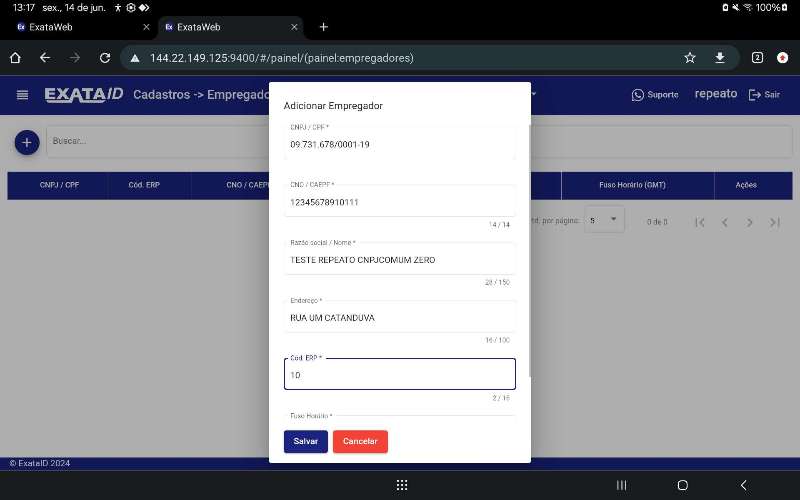 13:17 sex., 14 de jun.
100%
ExataWeb
ExataWeb
144.22.149.125:9400/#/painel/(painel:empregadores)
2
EXATAID Cadastros -> Empregado
Suporte
repeato
Sair
Buscar...
CNPJ / CPF
Cód. ERP
CNO / CAEPF
Fuso Horário (GMT)
Ações
por página:
5
0 de 0
Adicionar Empregador
CNPJ / CPF *
09.731.678/0001-19
CNO / CAEPF *
12345678910111
14 / 14
Razão social / Nome *
TESTE REPEATO CNPJCOMUM ZERO
28 / 150
Endereço *
RUA UM CATANDUVA
16 / 100
Cód. ERP *
10
2 / 16
Fuso Horário *
Salvar
Cancelar
© ExataID 2024